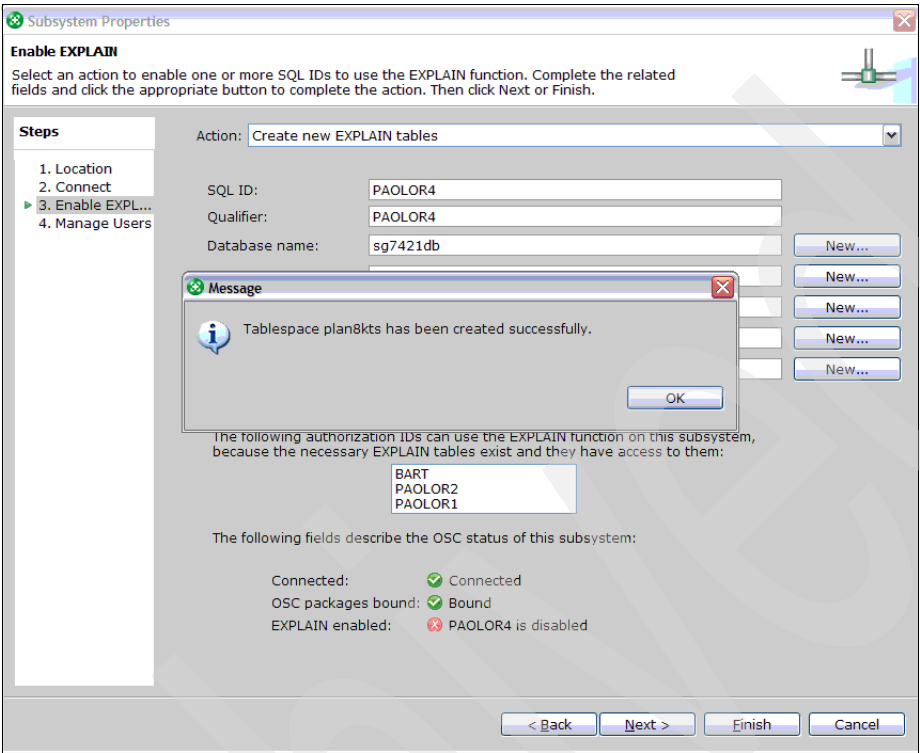 Subsystem Properties
Enable EXPLAIN
Select an action to enable one or more SQL IDs to use the EXPLAIN function. Complete the related
fields and click the appropriate button to complete the action. Then click Next or Finish.
Steps
1. Location
2. Connect
3. Enable EXPL...
4. Manage Users
Action: Create new EXPLAIN tables
SQL ID: PAOLOR4
Qualifier: PAOLOR4
Database name: sg7421db New...
New...
New...
New...
New...
Message
Tablespace plan8kts has been created successfully.
OK
The following authorization IDs can use the EXPLAIN function on this subsystem,
because the necessary EXPLAIN tables exist and they have access to them:
BART
PAOLOR2
PAOLOR1
The following fields describe the OSC status of this subsystem:
Connected: Connected
OSC packages bound: Bound
EXPLAIN enabled: PAOLOR4 is disabled
< Back Next > Finish Cancel